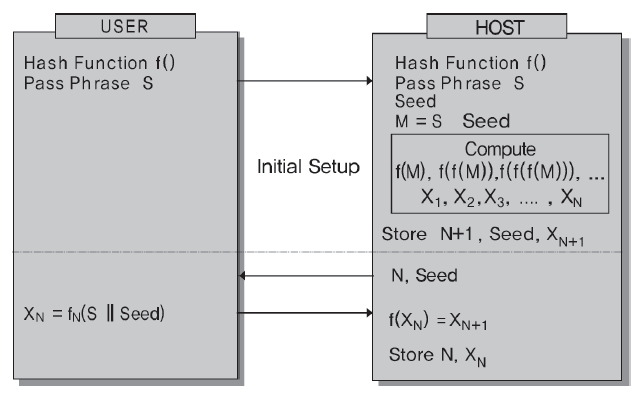 USER
Hash Function f()
Pass Phrase S
XN = fN(S || Seed)
Initial Setup
HOST
Hash Function f()
Pass Phrase S
Seed
M = S Seed
Compute
f(M), f(f(M)),f(f(f(M))), ...
X1, X2,X3, .... , XN
Store N+1, Seed, XN+1
N, Seed
f(XN) = XN+1
Store N, XN